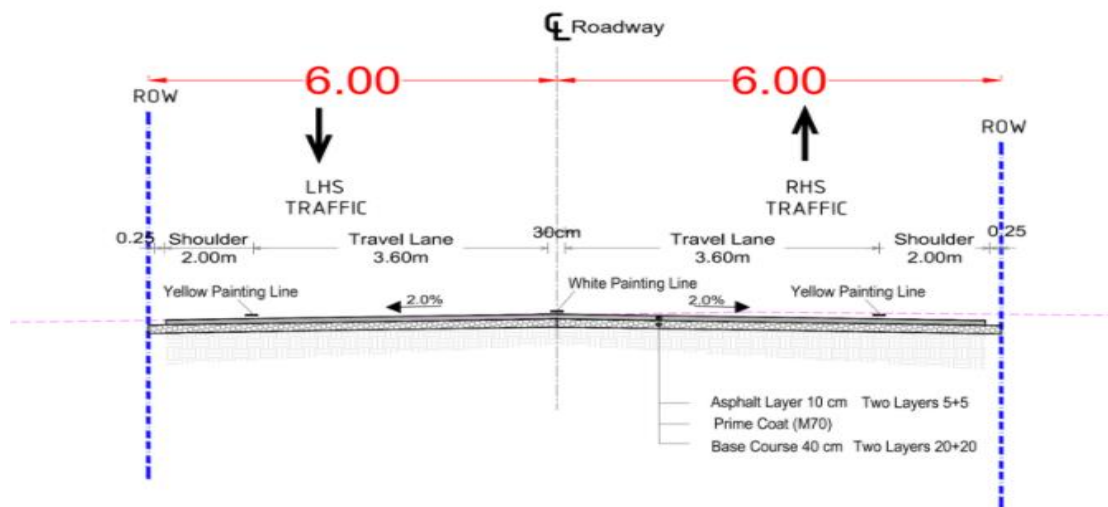 CL Roadway
6.00
6.00
ROW
ROW
LHS
TRAFFIC
RHS
TRAFFIC
0.25
Shoulder
2.00m
Travel Lane
3.60m
30cm
Travel Lane
3.60m
Shoulder
2.00m
0.25
Yellow Painting Line
2.0%
White Painting Line
2.0%
Yellow Painting Line
Asphalt Layer 10 cm Two Layers 5+5
Prime Coat (M70)
Base Course 40 cm Two Layers 20+20